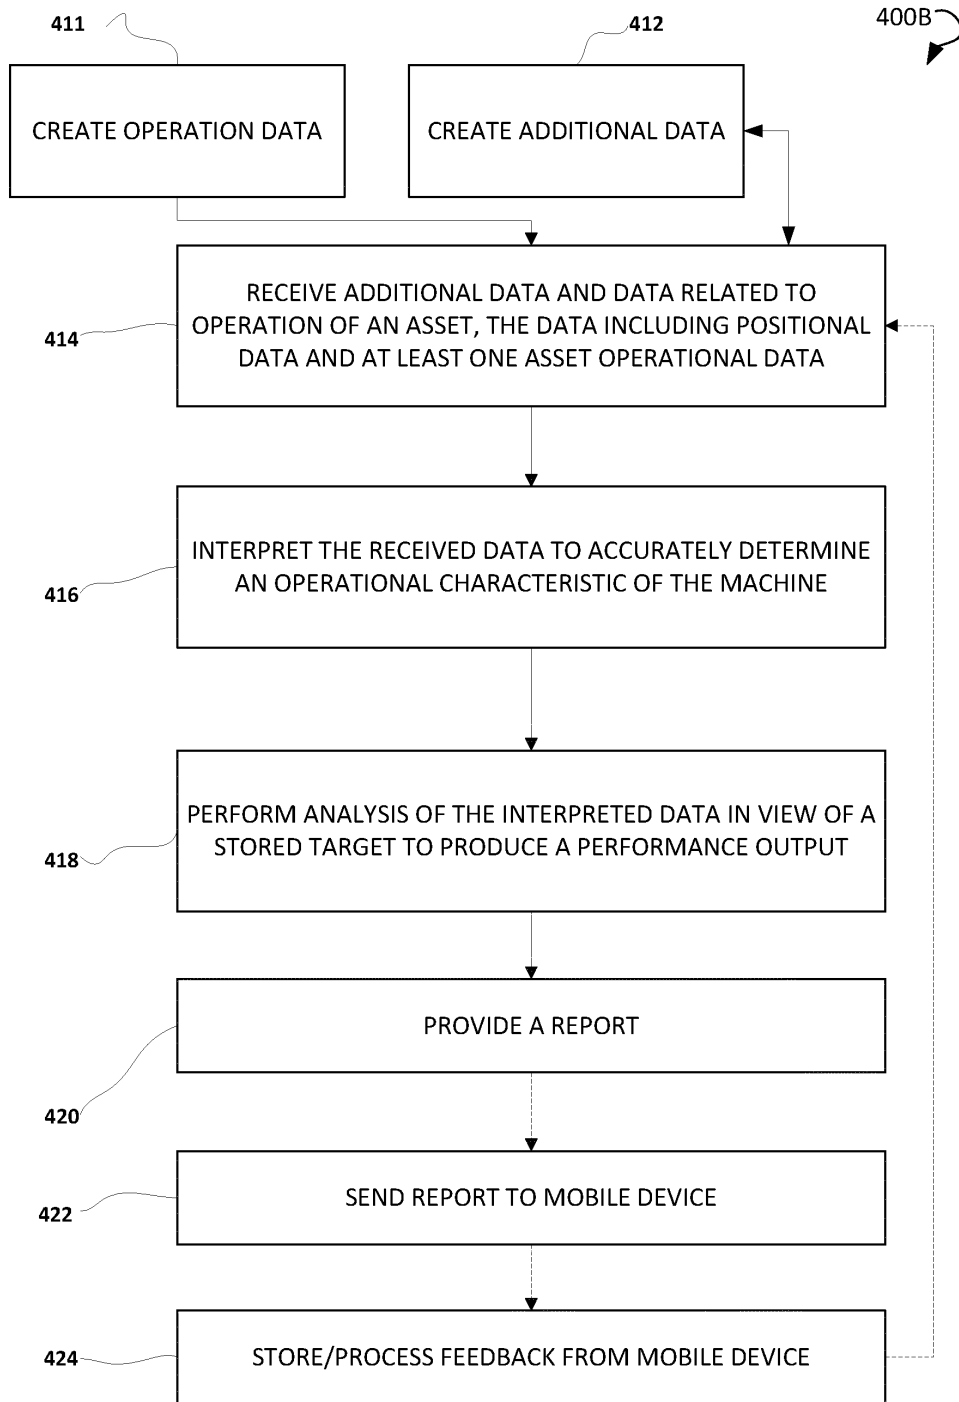 411
412
400B
CREATE OPERATION DATA
CREATE ADDITIONAL DATA
RECEIVE ADDITIONAL DATA AND DATA RELATED TO
OPERATION OF AN ASSET, THE DATA INCLUDING POSITIONAL
DATA AND AT LEAST ONE ASSET OPERATIONAL DATA
414
INTERPRET THE RECEIVED DATA TO ACCURATELY DETERMINE
AN OPERATIONAL CHARACTERISTIC OF THE MACHINE
416
PERFORM ANALYSIS OF THE INTERPRETED DATA IN VIEW OF A
STORED TARGET TO PRODUCE A PERFORMANCE OUTPUT
418
PROVIDE A REPORT
420
SEND REPORT TO MOBILE DEVICE
422
STORE/PROCESS FEEDBACK FROM MOBILE DEVICE
424